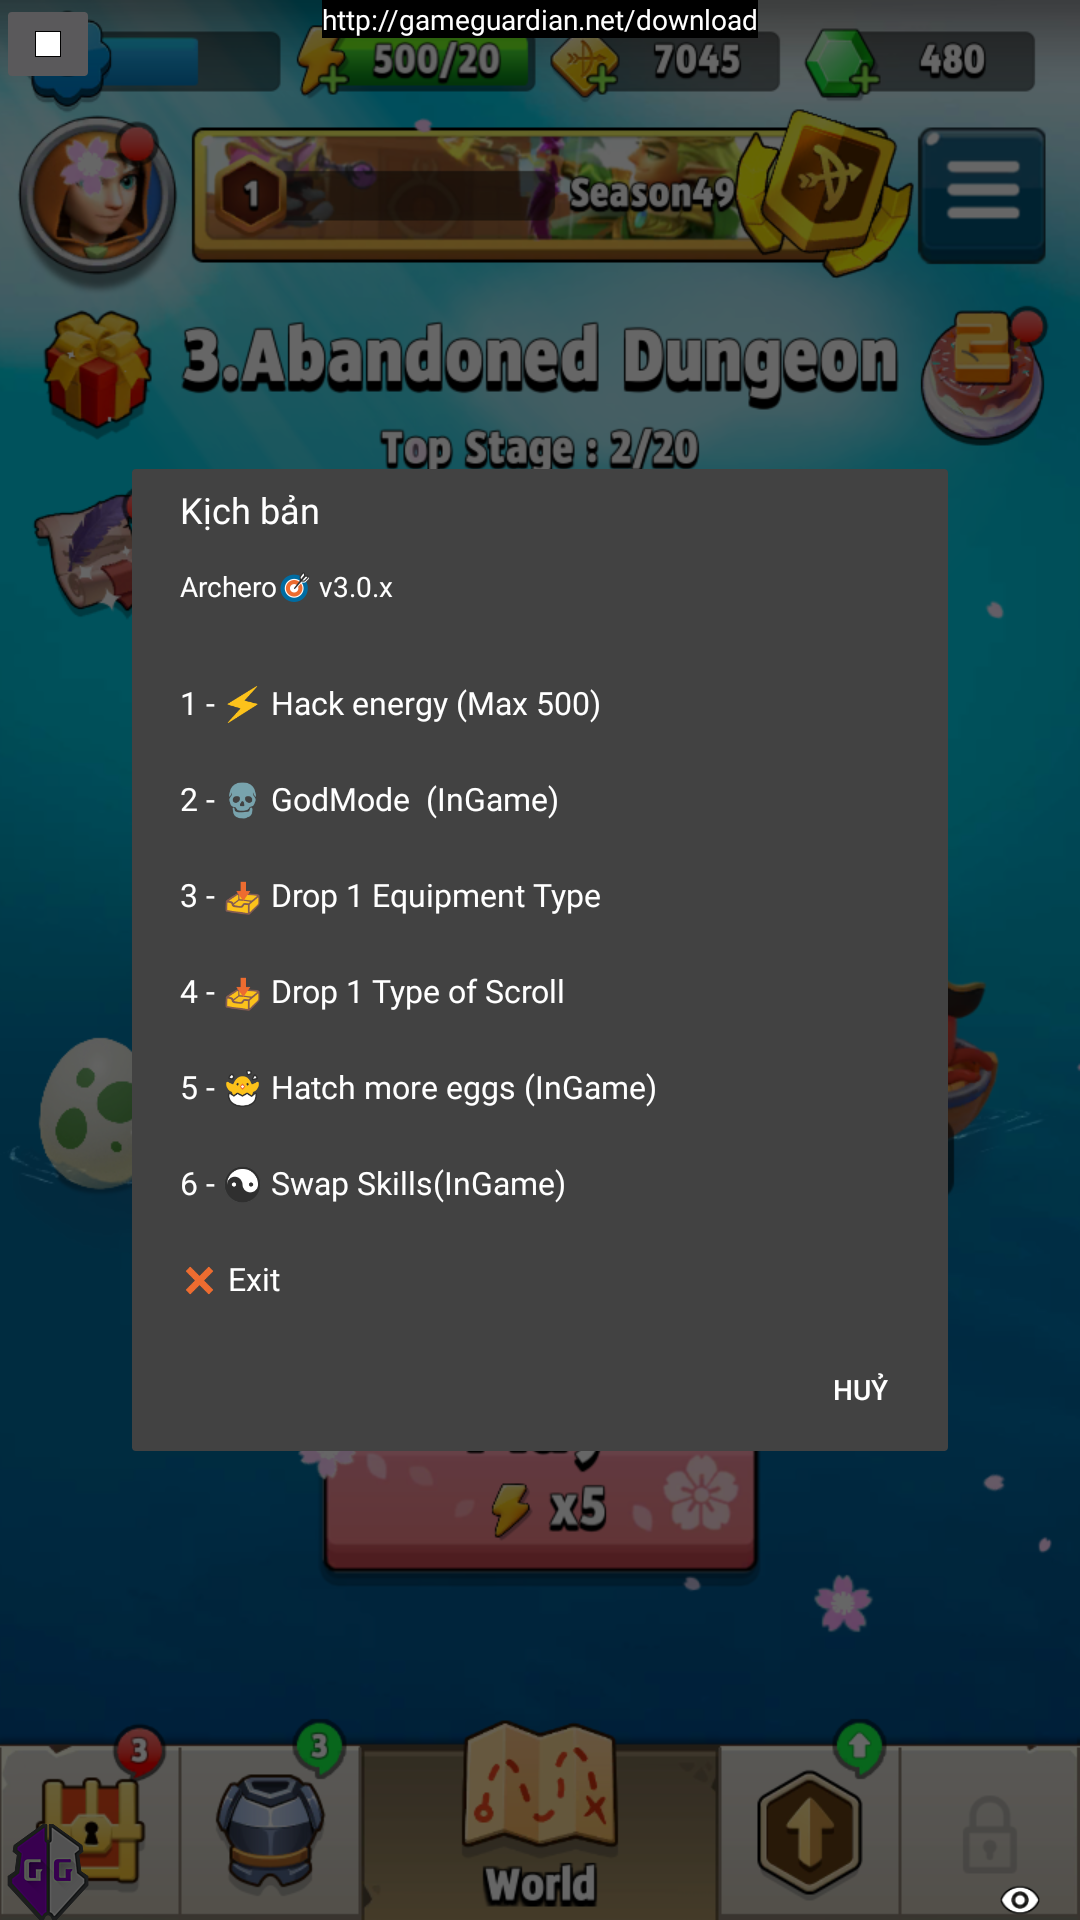 http://gameguardian.net/download
500/20
7045
480
1
Season49
3.Abandoned Dungeon
Top Stage : 2/20
Kịch bản
Archero🎯 v3.0.x
1 - ⚡ Hack energy (Max 500)
2 - 💀 GodMode  (InGame)
3 - 📥 Drop 1 Equipment Type
4 - 📥 Drop 1 Type of Scroll
5 - 🐣 Hatch more eggs (InGame)
6 - ☯ Swap Skills(InGame)
❌ Exit
HUỶ
x5
3
3
GG
World